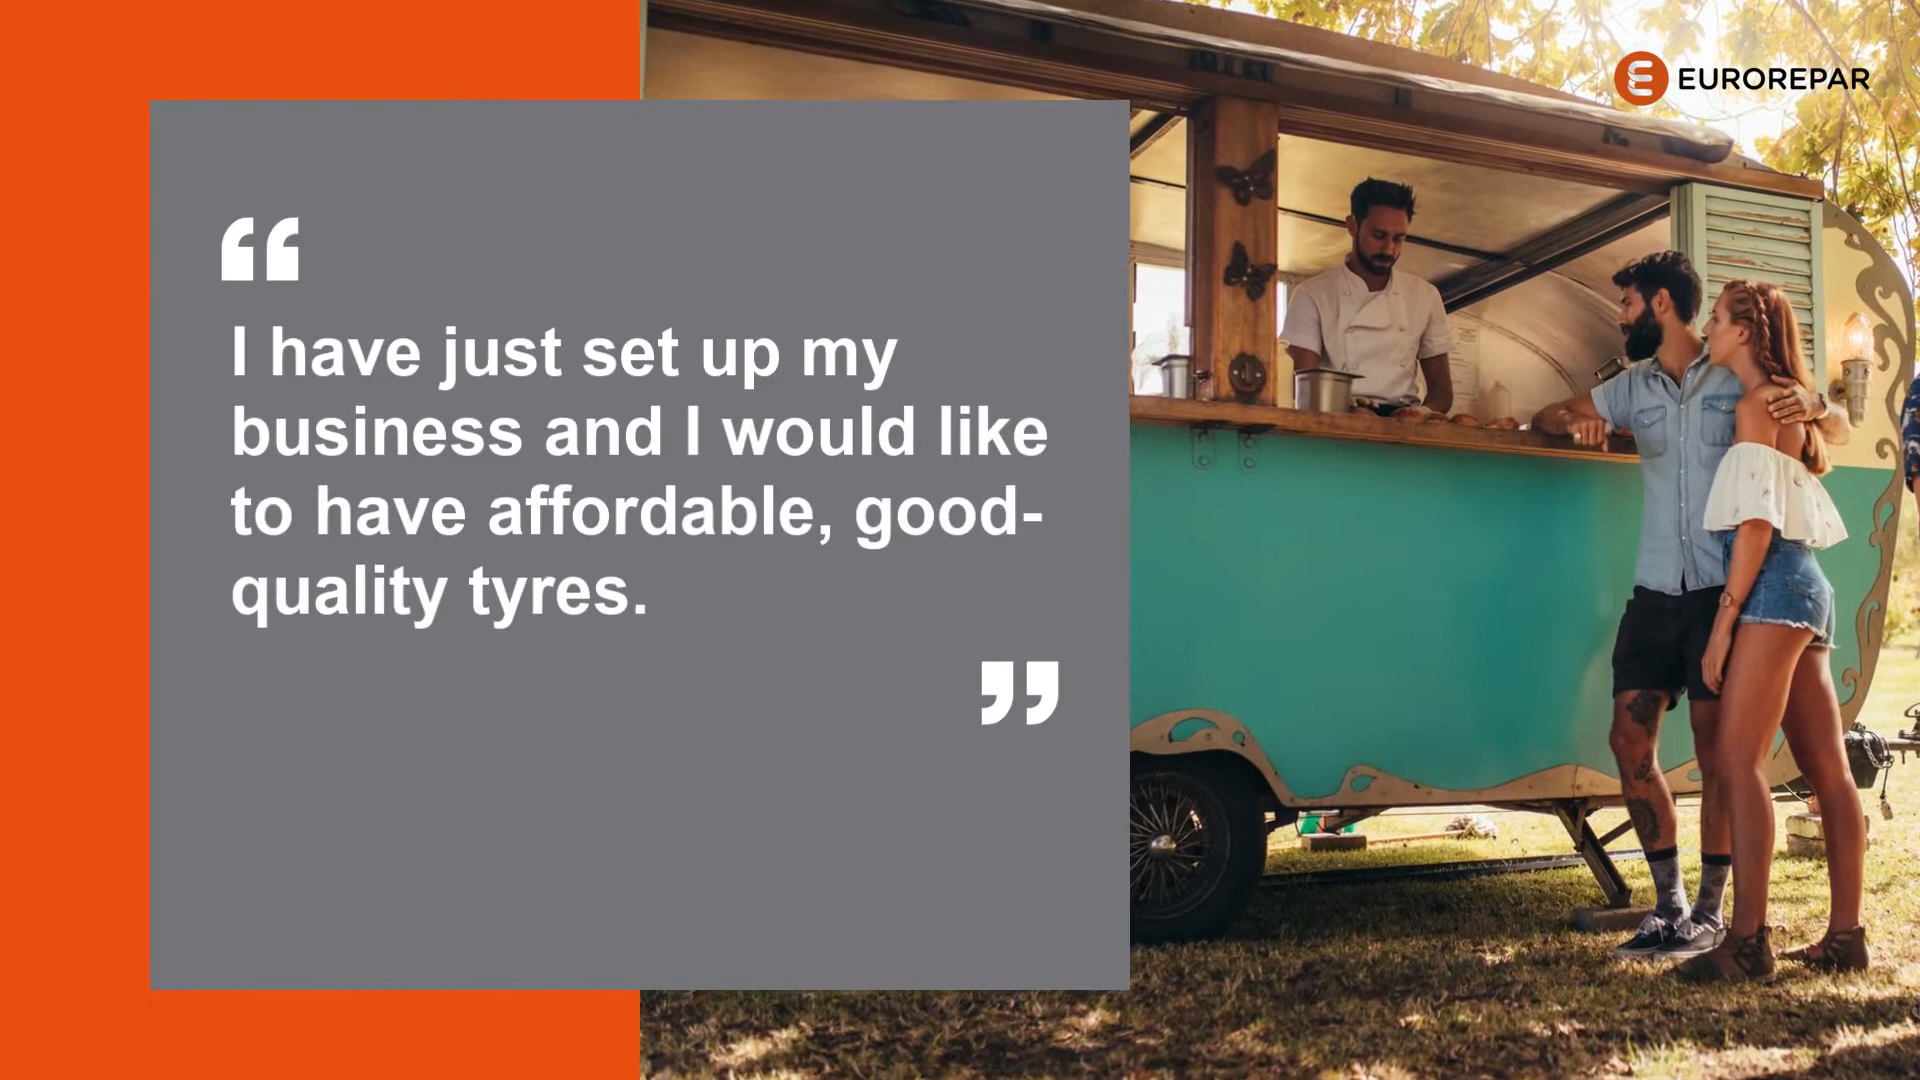 EUROREPAR
“
I have just set up my
business and I would like
to have affordable, good-
quality tyres.
”